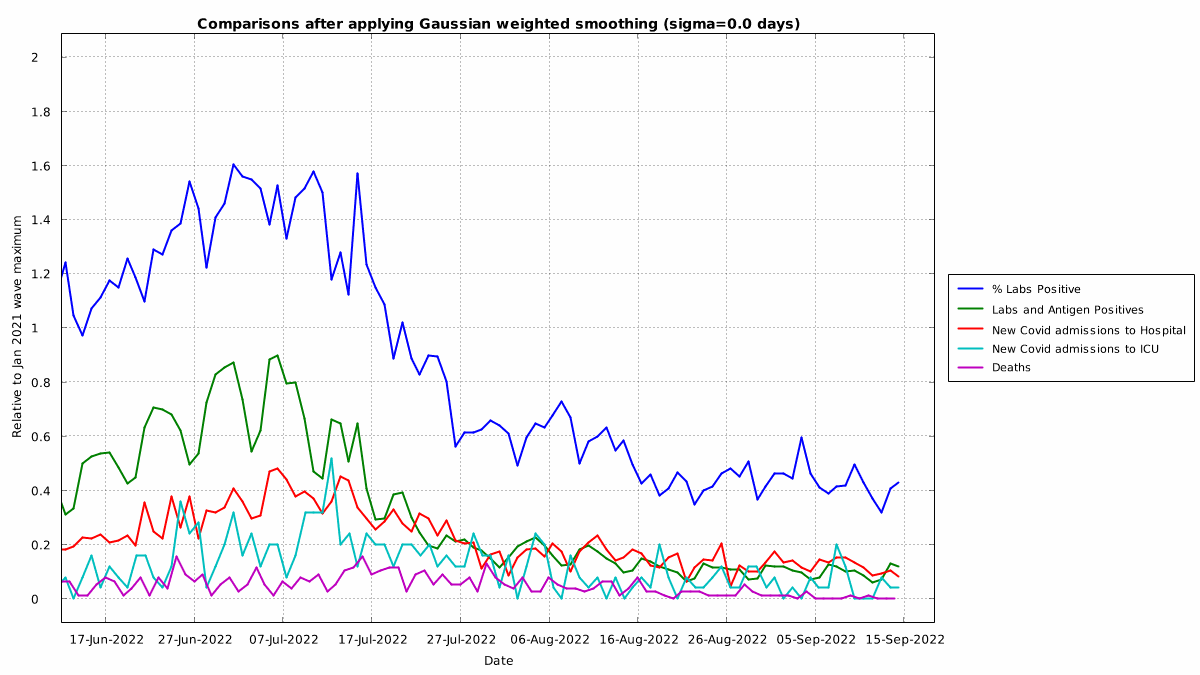 Comparisons after applying Gaussian weighted smoothing (sigma=0.0 days)
Relative to Jan 2021 wave maximum
2
1.8
1.6
1.4
1.2
1
0.8
0.6
0.4
0.2
0
17-Jun-2022 27-Jun-2022 07-Jul-2022 17-Jul-2022 27-Jul-2022 06-Aug-2022 16-Aug-2022 26-Aug-2022 05-Sep-2022 15-Sep-2022
Date
% Labs Positive
Labs and Antigen Positives
New Covid admissions to Hospital
New Covid admissions to ICU
Deaths